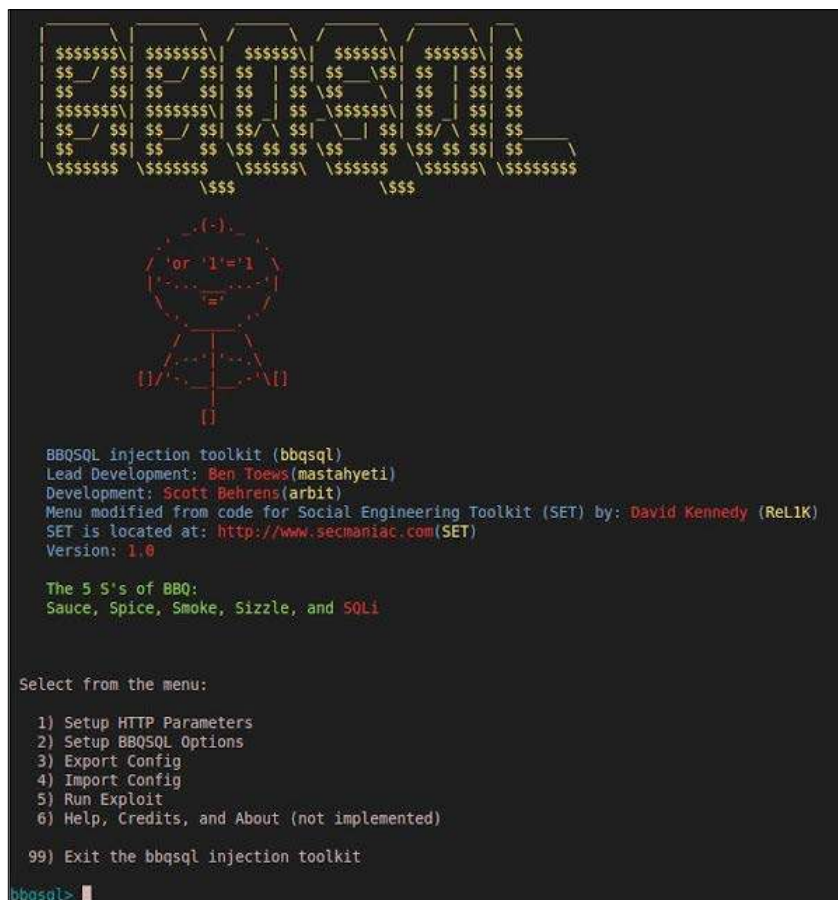 BBQSQL
'or '1'='1
BBQSQL injection toolkit (bbqsql)
Lead Development: Ben Toews(mastahyeti)
Development: Scott Behrens(arbit)
Menu modified from code for Social Engineering Toolkit (SET) by: David Kennedy (ReL1K)
SET is located at: http://www.secmaniac.com(SET)
Version: 1.0
The 5 S's of BBQ:
Sauce, Spice, Smoke, Sizzle, and SQLi
Select from the menu:
1) Setup HTTP Parameters
2) Setup BBQSQL Options
3) Export Config
4) Import Config
5) Run Exploit
6) Help, Credits, and About (not implemented)
99) Exit the bbqsql injection toolkit
bbqsql>